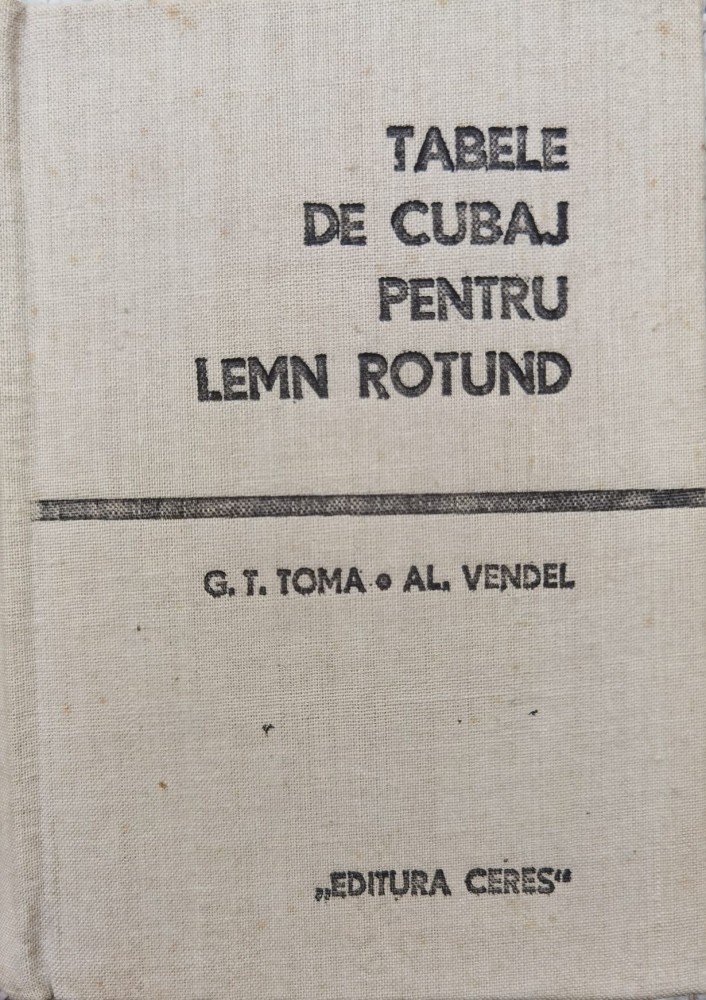 TABELE
DE CUBAJ
PENTRU
LEMN ROTUND
G. T. TOMA • AL. VENDEL
„EDITURA CERES“